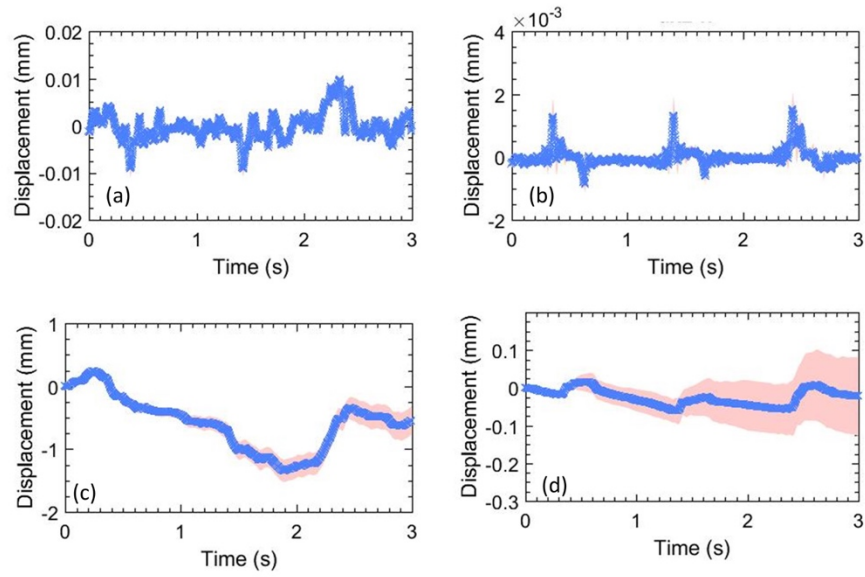 0.02
0.01
0
-0.01
-0.02
Displacement (mm)
(a)
0 1 2 3
Time (s)
×10⁻³
4
2
0
-2
Displacement (mm)
(b)
0 1 2 3
Time (s)
1
0
-1
-2
Displacement (mm)
(c)
0 1 2 3
Time (s)
0.1
0
-0.1
-0.2
-0.3
Displacement (mm)
(d)
0 1 2 3
Time (s)